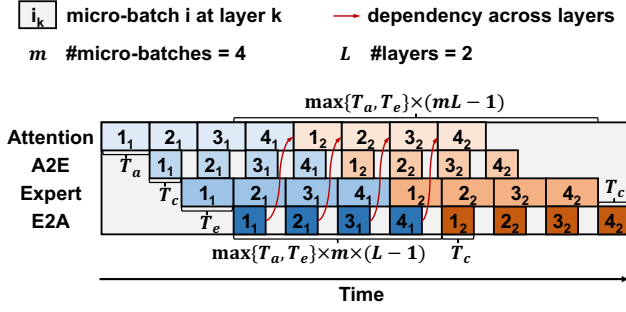 i_k micro-batch i at layer k → dependency across layers
m #micro-batches = 4 L #layers = 2
max{T_a, T_e}×(mL − 1)
Attention 1_1 2_1 3_1 4_1 1_2 2_2 3_2 4_2
A2E 1_1 2_1 3_1 4_1 1_2 2_2 3_2 4_2
T_a
Expert 1_1 2_1 3_1 4_1 1_2 2_2 3_2 4_2
T_c T_c
E2A 1_1 2_1 3_1 4_1 1_2 2_2 3_2 4_2
T_e
max{T_a, T_e}×m×(L − 1) T_c
Time